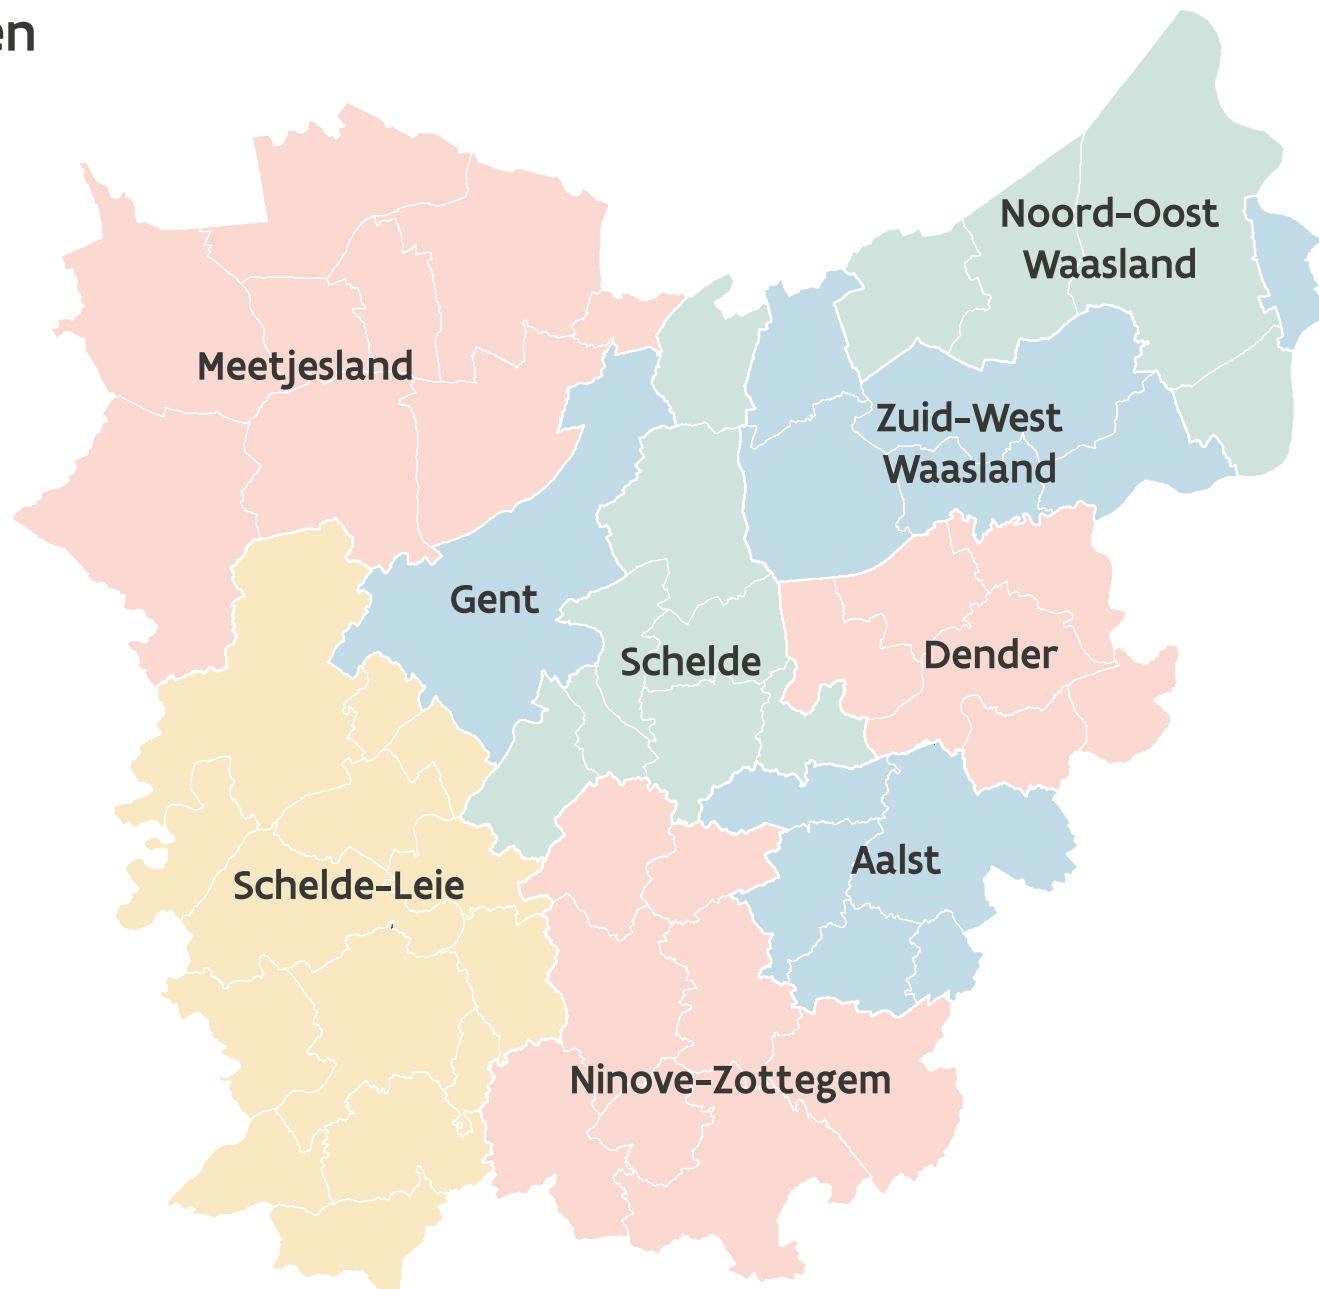 en
Noord-Oost
Waasland
Meetjesland
Zuid-West
Waasland
Gent
Schelde
Dender
Aalst
Schelde-Leie
Ninove-Zottegem